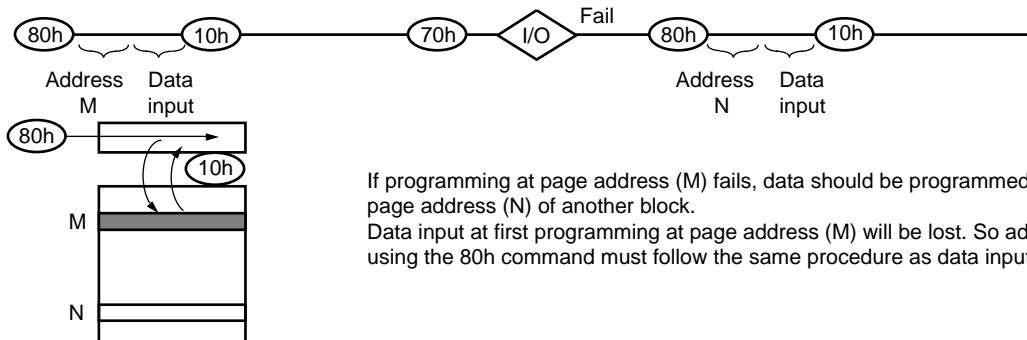 80h 10h 70h I/O Fail 80h 10h
Address Data Address Data
M input N input
80h
10h
If programming at page address (M) fails, data should be programmed
page address (N) of another block.
Data input at first programming at page address (M) will be lost. So
using the 80h command must follow the same procedure as data input
M
N